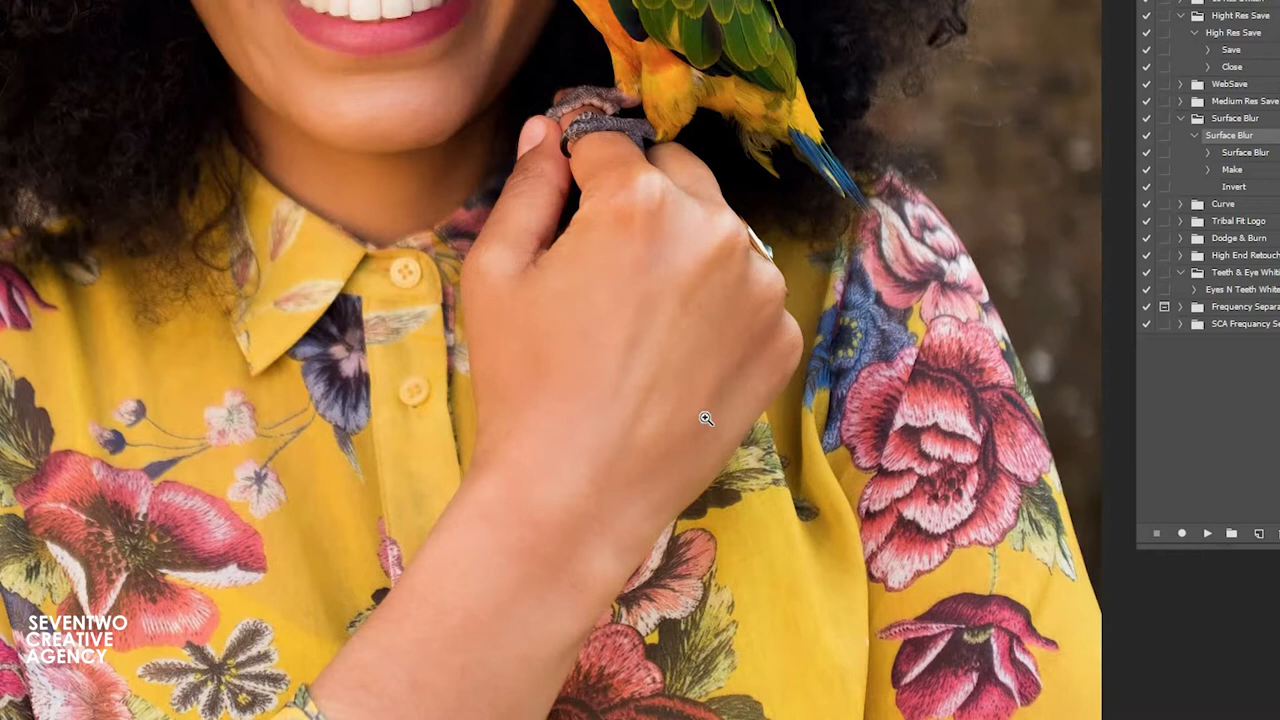 Hight Res Save
High Res Save
Save
Close
WebSave
Medium Res Save
Surface Blur
Surface Blur
Surface Blur
Make
Invert
Curve
Tribal Fit Logo
Dodge & Burn
High End Retouch
Teeth & Eye Whit
Eyes N Teeth White
Frequency Separa
SCA Frequancy Se
SEVENTWO
CREATIVE
AGENCY